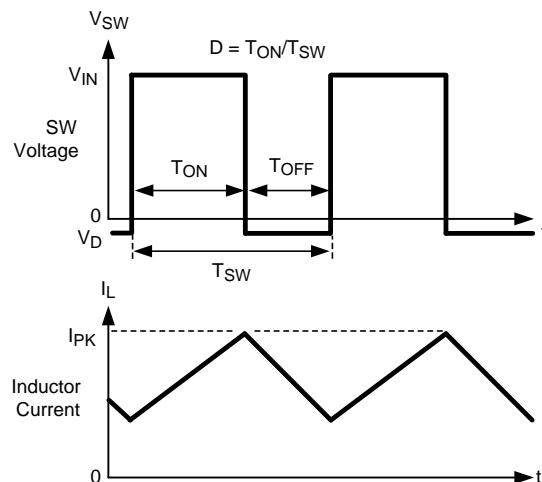 VSW
D = TON/TSW
VIN
SW
Voltage
TON
TOFF
0
VD
t
TSW
IL
IPK
Inductor
Current
0
t